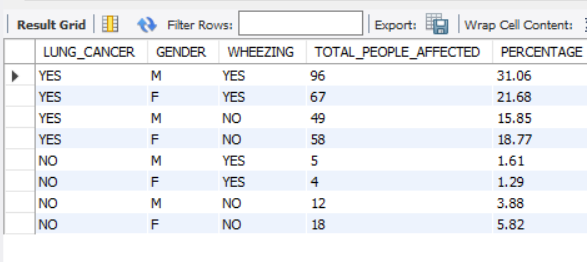 Result Grid Filter Rows: Export: Wrap Cell Content:
LUNG_CANCER GENDER WHEEZING TOTAL_PEOPLE_AFFECTED PERCENTAGE
YES M YES 96 31.06
YES F YES 67 21.68
YES M NO 49 15.85
YES F NO 58 18.77
NO M YES 5 1.61
NO F YES 4 1.29
NO M NO 12 3.88
NO F NO 18 5.82